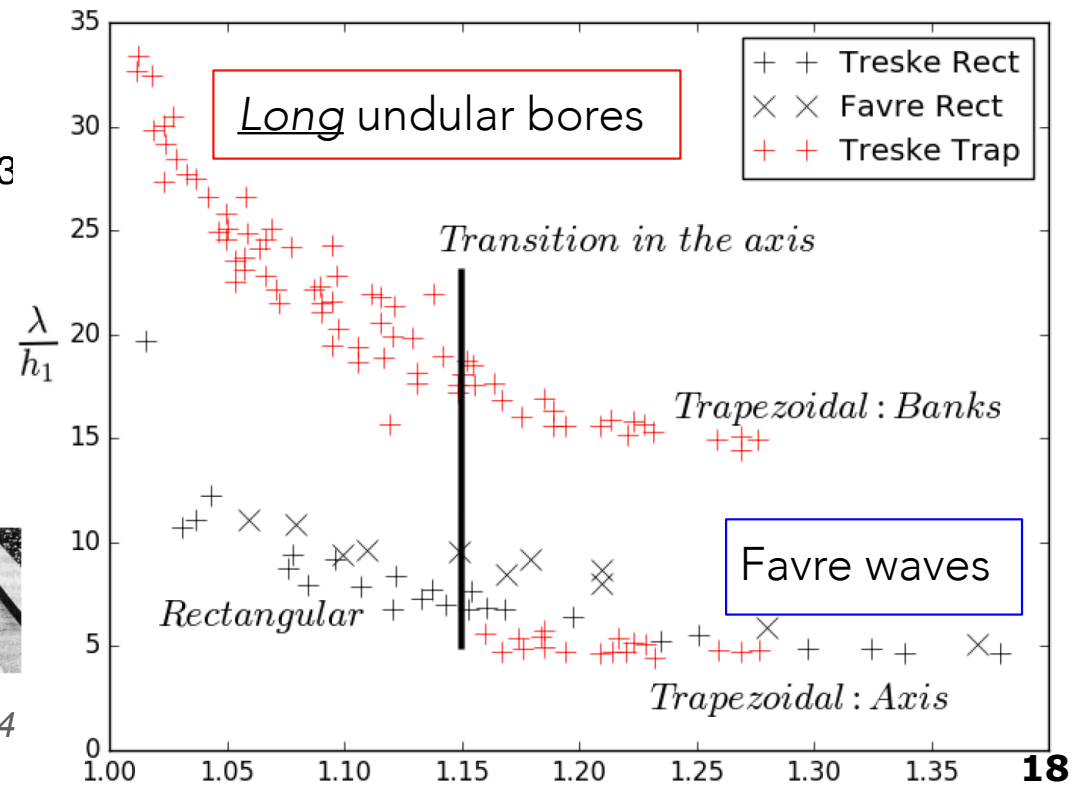 35
30
25
20
15
10
5
0
λ
h₁
Long undular bores
+ + Treske Rect
× × Favre Rect
+ + Treske Trap
3
Transition in the axis
Trapezoidal : Banks
Favre waves
Rectangular
Trapezoidal : Axis
4
1.00 1.05 1.10 1.15 1.20 1.25 1.30 1.35
18